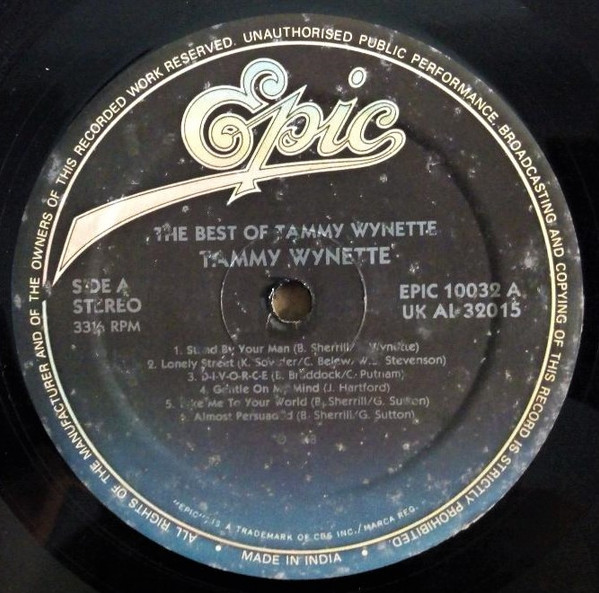 ALL RIGHTS OF THE MANUFACTURER AND OF THE OWNERS OF THIS RECORDED WORK RESERVED. UNAUTHORISED PUBLIC PERFORMANCE, BROADCASTING AND COPYING OF THIS RECORD IS STRICTLY PROHIBITED.
Epic
THE BEST OF TAMMY WYNETTE
TAMMY WYNETTE
SIDE A
STEREO
33⅓ RPM
EPIC 10032 A
UK AL 32015
1. Stand By Your Man (B. Sherrill/ Wynette)
2. Lonely Street (K. Sowder/C. Belew/W.S. Stevenson)
3. D-I-V-O-R-C-E (E. Braddock/C. Putnam)
4. Gentle On My Mind (J. Hartford)
5. Take Me To Your World (B. Sherrill/G. Sutton)
6. Almost Persuaded (B. Sherrill/G. Sutton)
"EPIC", IS A TRADEMARK OF CBS INC./MARCA REG.
• MADE IN INDIA •